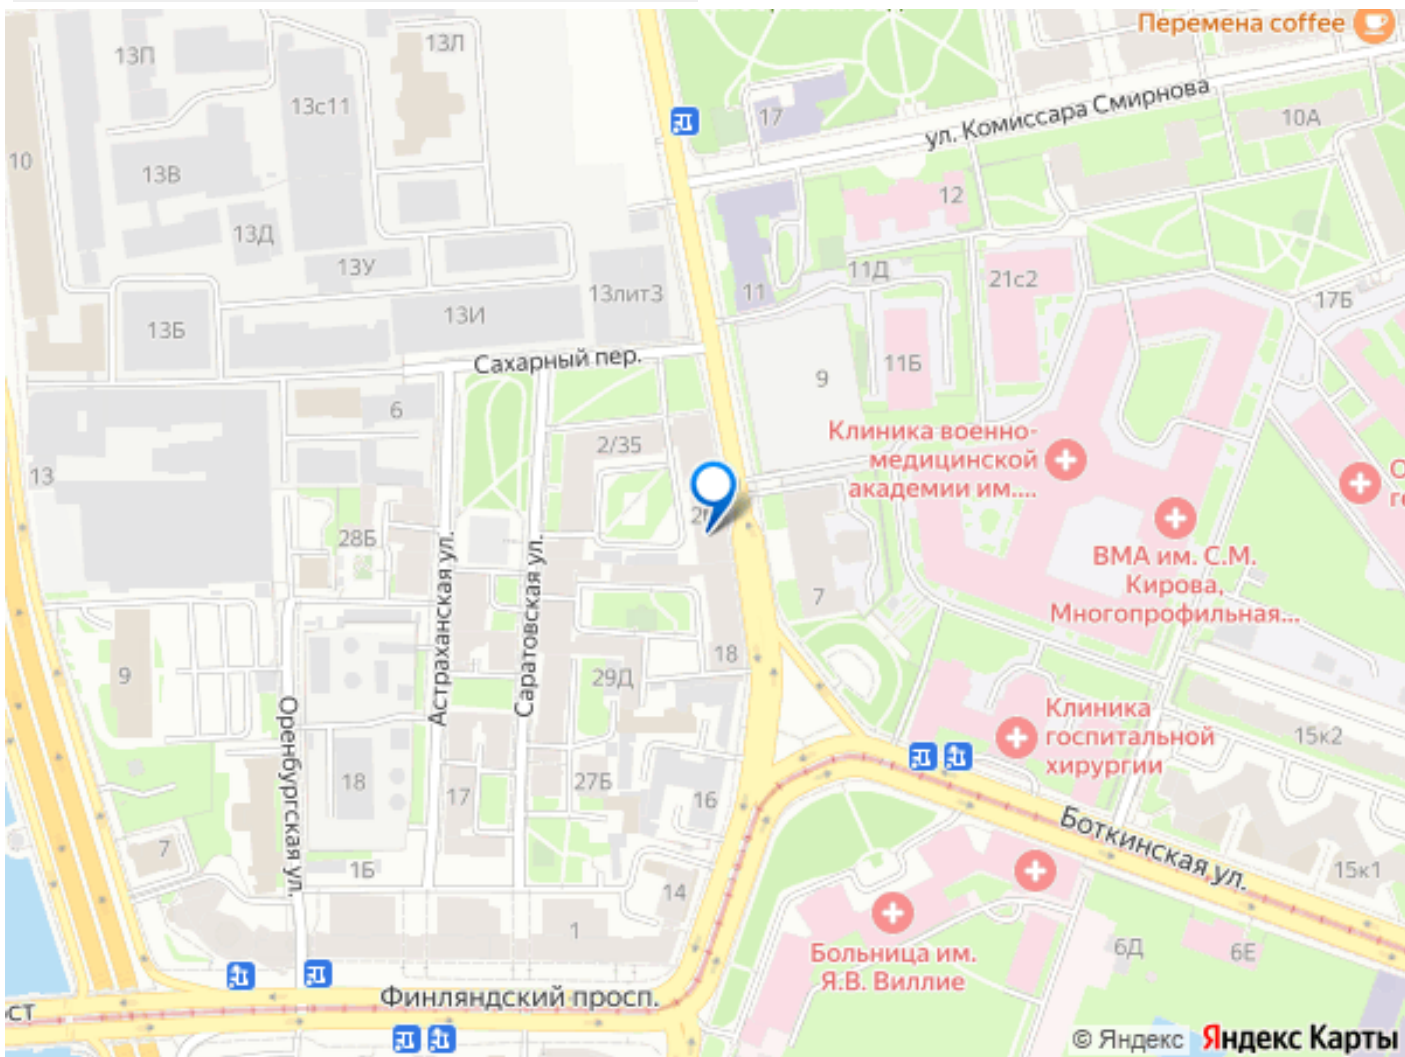 Перемена coffee
13П
13Л
13с11
17
ул. Комиссара Смирнова
10А
10
13В
12
13Д
13У
11Д
21с2
13лит3
11
17Б
13Б
13И
Сахарный пер.
9
11Б
6
2/35
Клиника военно-
медицинской
академии им....
13
28Б
ВМА им. С.М.
Кирова,
Многопрофильная...
7
Астраханская ул.
Саратовская ул.
18
9
29Д
Оренбургская ул.
Клиника
госпитальной
хирургии
15к2
18
17
27Б
16
Боткинская ул.
7
1Б
14
15к1
1
Больница им.
Я.В. Виллие
6Д
6Е
Финляндский просп.
© Яндекс Яндекс Карты